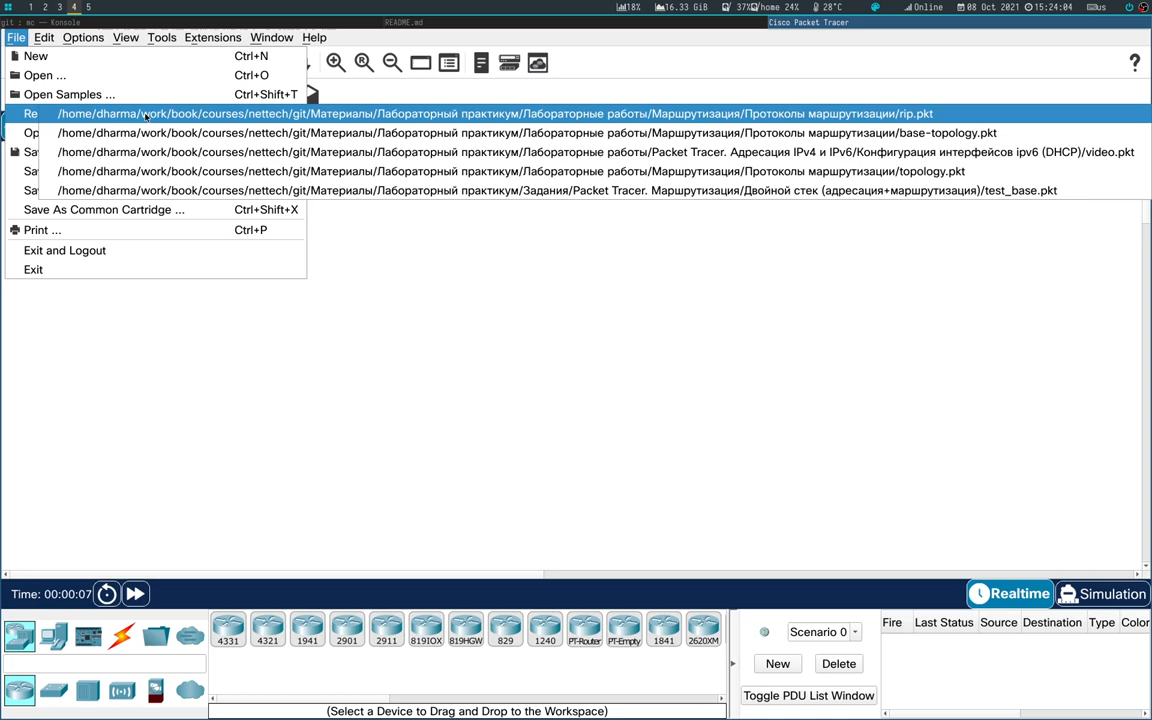 1 2 3 4 5
18% 16.33 GiB / 37% /home 24% 28°C Online 08 Oct 2021 15:24:04 us
git : mc — Konsole README.md Cisco Packet Tracer
File Edit Options View Tools Extensions Window Help
New Ctrl+N
Open ... Ctrl+O
Open Samples ... Ctrl+Shift+T
Re /home/dharma/work/book/courses/nettech/git/Материалы/Лабораторный практикум/Лабораторные работы/Маршрутизация/Протоколы маршрутизации/rip.pkt
Op /home/dharma/work/book/courses/nettech/git/Материалы/Лабораторный практикум/Лабораторные работы/Маршрутизация/Протоколы маршрутизации/base-topology.pkt
Sa /home/dharma/work/book/courses/nettech/git/Материалы/Лабораторный практикум/Лабораторные работы/Packet Tracer. Адресация IPv4 и IPv6/Конфигурация интерфейсов ipv6 (DHCP)/video.pkt
Sa /home/dharma/work/book/courses/nettech/git/Материалы/Лабораторный практикум/Лабораторные работы/Маршрутизация/Протоколы маршрутизации/topology.pkt
Sa /home/dharma/work/book/courses/nettech/git/Материалы/Лабораторный практикум/Задания/Packet Tracer. Маршрутизация/Двойной стек (адресация+маршрутизация)/test_base.pkt
Save As Common Cartridge ... Ctrl+Shift+X
Print ... Ctrl+P
Exit and Logout
Exit
?
Time: 00:00:07
Realtime Simulation
4331 4321 1941 2901 2911 819IOX 819HGW 829 1240 PT-Router PT-Empty 1841 2620XM
(Select a Device to Drag and Drop to the Workspace)
Scenario 0
New Delete
Toggle PDU List Window
Fire Last Status Source Destination Type Color